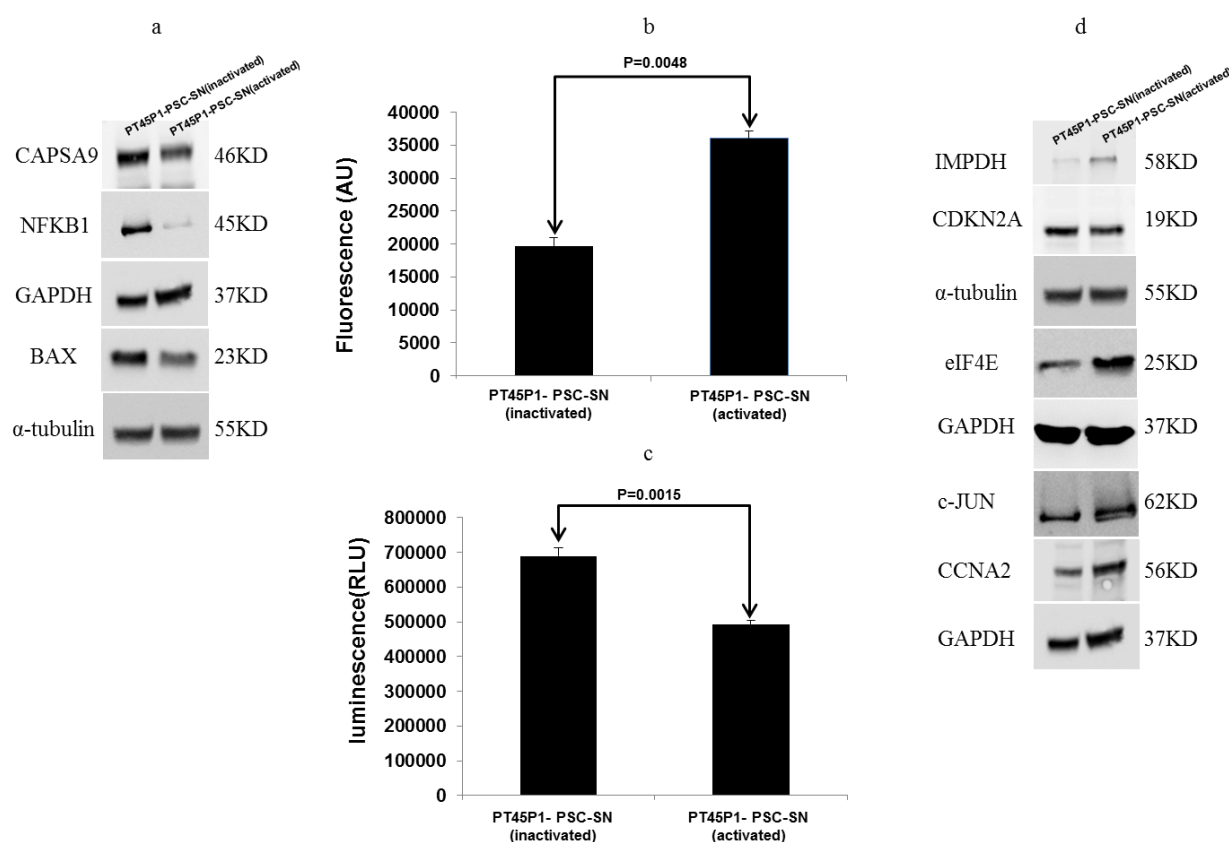 a
PT45P1-PSC-SN(inactivated)
PT45P1-PSC-SN(activated)
CAPSA9 46KD
NFKB1 45KD
GAPDH 37KD
BAX 23KD
α-tubulin 55KD
b
P=0.0048
Fluorescence (AU)
40000
35000
30000
25000
20000
15000
10000
5000
0
PT45P1- PSC-SN
(inactivated)
PT45P1- PSC-SN
(activated)
c
P=0.0015
luminescence(RLU)
800000
700000
600000
500000
400000
300000
200000
100000
0
PT45P1- PSC-SN
(inactivated)
PT45P1- PSC-SN
(activated)
d
PT45P1-PSC-SN(inactivated)
PT45P1-PSC-SN(activated)
IMPDH 58KD
CDKN2A 19KD
α-tubulin 55KD
eIF4E 25KD
GAPDH 37KD
c-JUN 62KD
CCNA2 56KD
GAPDH 37KD